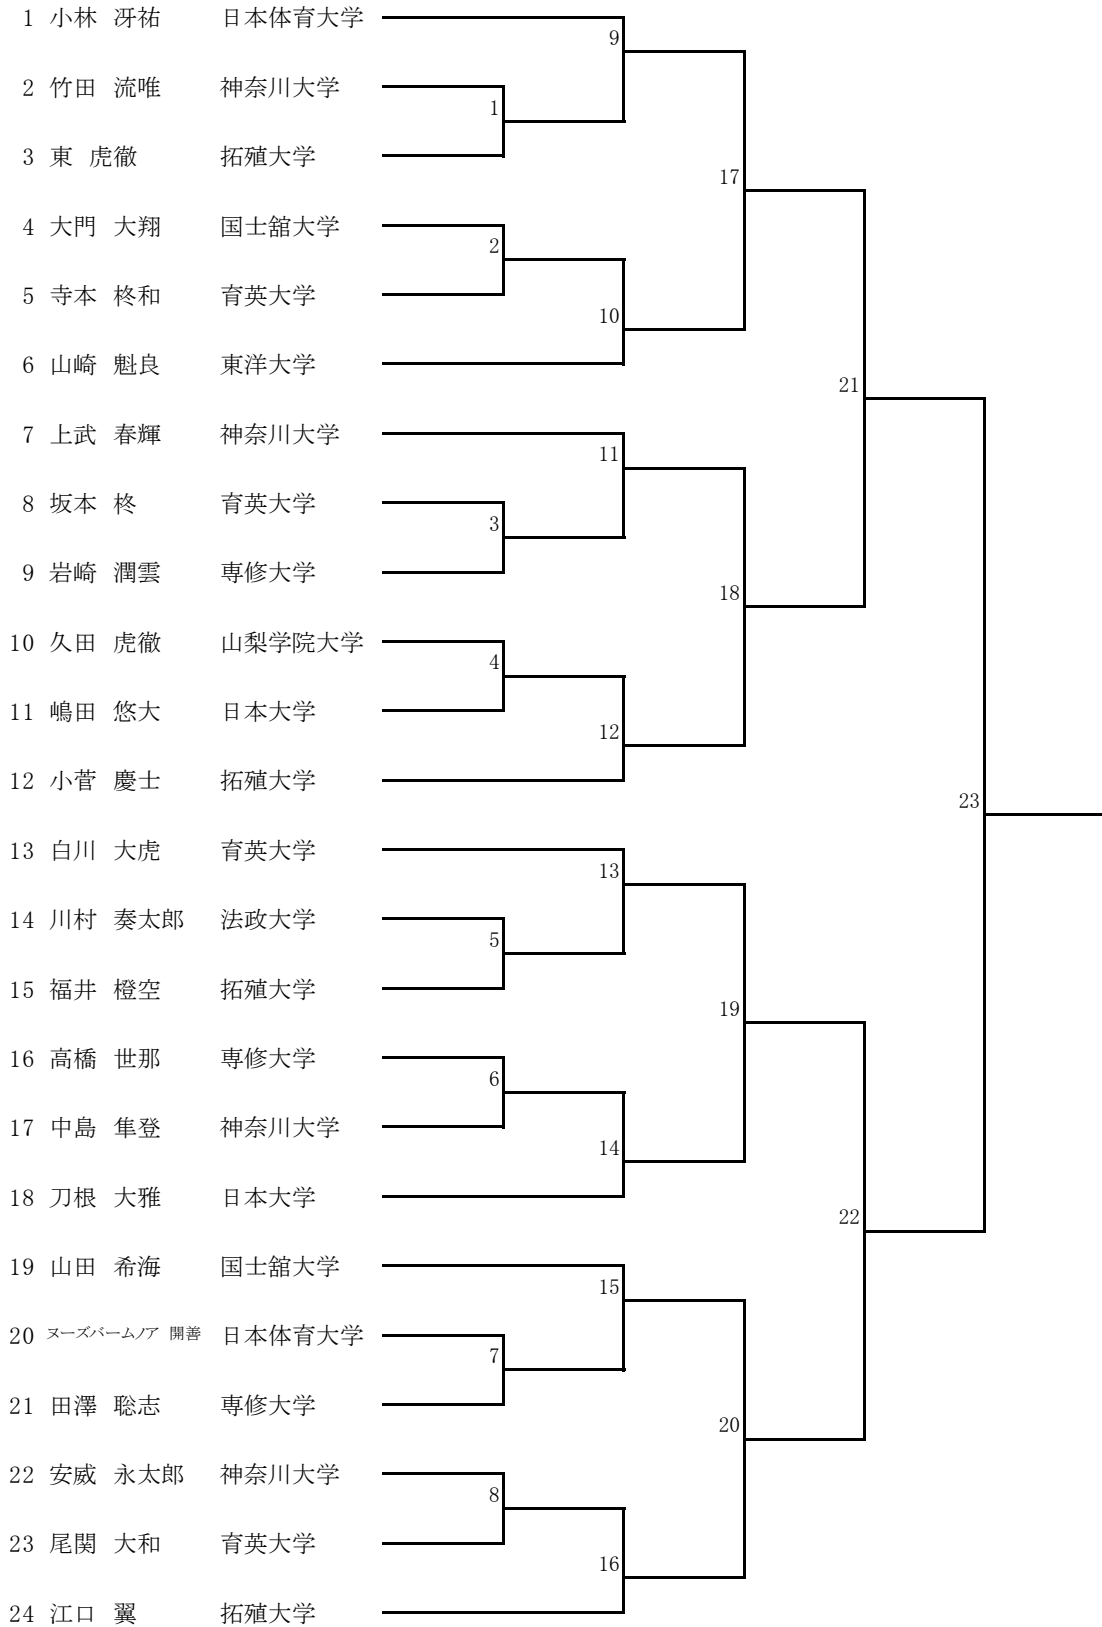 1 小林 冴祐 日本体育大学
9
2 竹田 流唯 神奈川大学
1
3 東 虎徹 拓殖大学
17
4 大門 大翔 国士舘大学
2
5 寺本 柊和 育英大学
10
6 山崎 魁良 東洋大学
21
7 上武 春輝 神奈川大学
11
8 坂本 柊 育英大学
3
9 岩崎 潤雲 専修大学
18
10 久田 虎徹 山梨学院大学
4
11 嶋田 悠大 日本大学
12
12 小菅 慶士 拓殖大学
23
13 白川 大虎 育英大学
13
14 川村 奏太郎 法政大学
5
15 福井 橙空 拓殖大学
19
16 高橋 世那 専修大学
6
17 中島 隼登 神奈川大学
14
18 刀根 大雅 日本大学
22
19 山田 希海 国士舘大学
15
20 ヌーズバームノア 開善 日本体育大学
7
21 田澤 聡志 専修大学
20
22 安威 永太郎 神奈川大学
8
23 尾関 大和 育英大学
16
24 江口 翼 拓殖大学